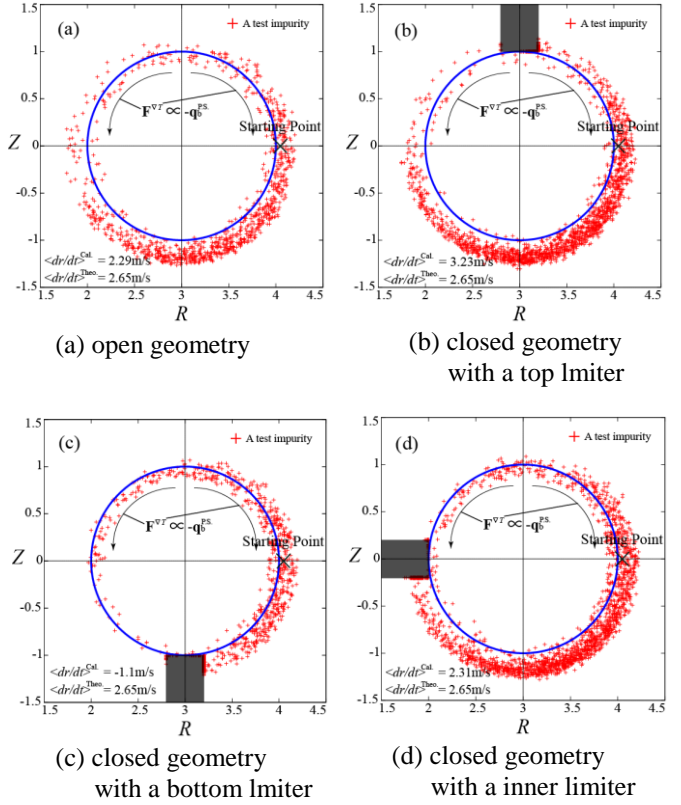 (a)
+ A test impurity
F^∇T ∝ -q_b^P.S.
Starting Point
<dr/dt>^Cal. = 2.29m/s
<dr/dt>^Theo. = 2.65m/s
Z
1.5
1
0.5
0
-0.5
-1
-1.5
1.5 2 2.5 3 3.5 4 4.5
R
(a) open geometry
(b)
+ A test impurity
F^∇T ∝ -q_b^P.S.
Starting Point
<dr/dt>^Cal. = 3.23m/s
<dr/dt>^Theo. = 2.65m/s
Z
1.5
1
0.5
0
-0.5
-1
-1.5
1.5 2 2.5 3 3.5 4 4.5
R
(b) closed geometry
with a top lmiter
(c)
+ A test impurity
F^∇T ∝ -q_b^P.S.
Starting Point
<dr/dt>^Cal. = -1.1m/s
<dr/dt>^Theo. = 2.65m/s
Z
1.5
1
0.5
0
-0.5
-1
-1.5
1.5 2 2.5 3 3.5 4 4.5
R
(c) closed geometry
with a bottom lmiter
(d)
+ A test impurity
F^∇T ∝ -q_b^P.S.
Starting Point
<dr/dt>^Cal. = 2.31m/s
<dr/dt>^Theo. = 2.65m/s
Z
1.5
1
0.5
0
-0.5
-1
-1.5
1.5 2 2.5 3 3.5 4 4.5
R
(d) closed geometry
with a inner limiter